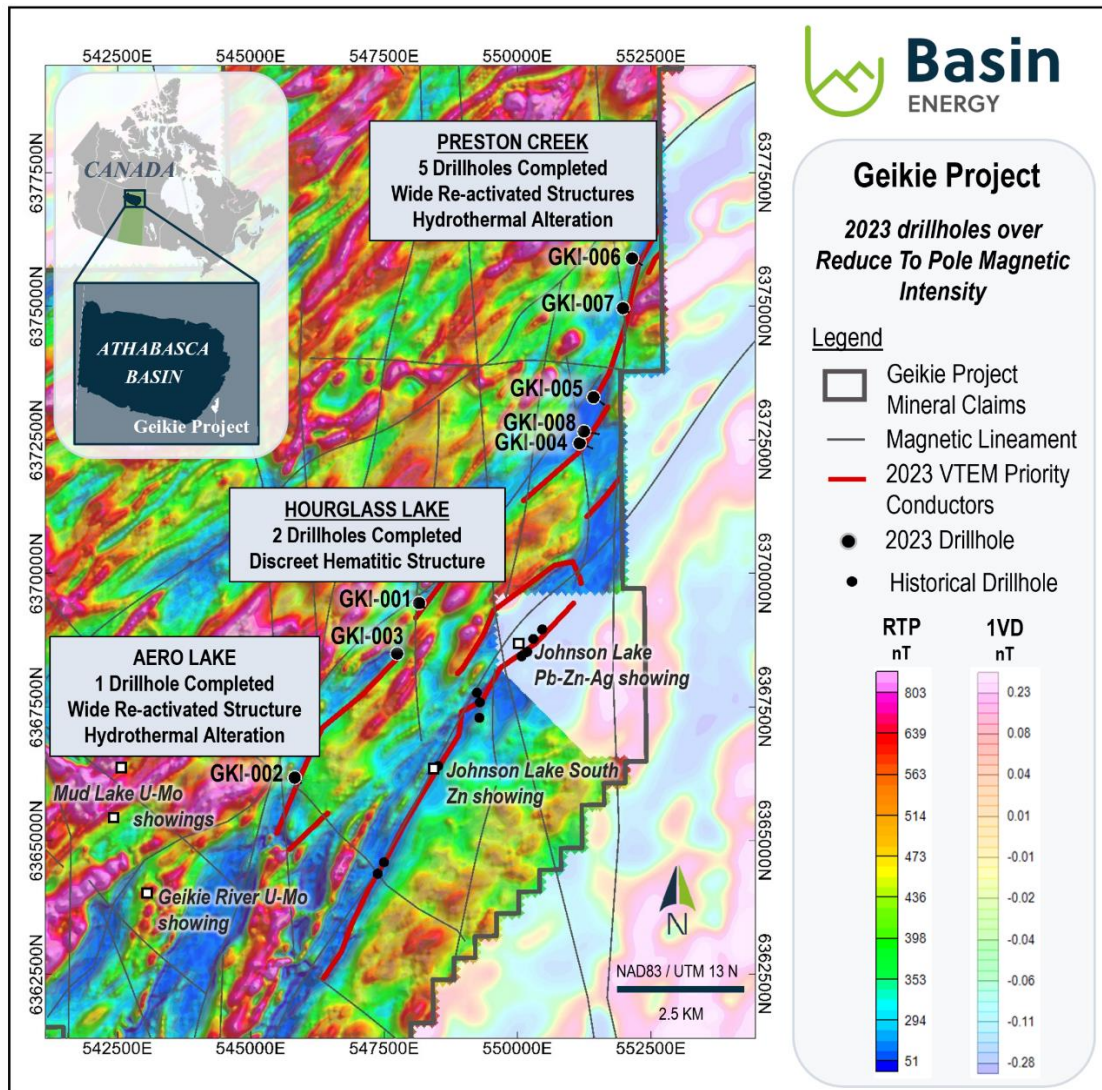 542500E
545000E
547500E
550000E
552500E
6377500N
6375000N
6372500N
6370000N
6367500N
6365000N
6362500N
CANADA
ATHABASCA
BASIN
Geikie Project
PRESTON CREEK
5 Drillholes Completed
Wide Re-activated Structures
Hydrothermal Alteration
GKI-006
GKI-007
GKI-005
GKI-008
GKI-004
HOURGLASS LAKE
2 Drillholes Completed
Discreet Hematitic Structure
GKI-001
GKI-003
AERO LAKE
1 Drillhole Completed
Wide Re-activated Structure
Hydrothermal Alteration
GKI-002
Johnson Lake
Pb-Zn-Ag showing
Johnson Lake South
Zn showing
Mud Lake U-Mo
showings
Geikie River U-Mo
showing
N
NAD83 / UTM 13 N
2.5 KM
6377500N
6375000N
6372500N
6370000N
6367500N
6365000N
6362500N
542500E
545000E
547500E
550000E
552500E
Basin
ENERGY
Geikie Project
2023 drillholes over
Reduce To Pole Magnetic
Intensity
Legend
Geikie Project
Mineral Claims
Magnetic Lineament
2023 VTEM Priority
Conductors
2023 Drillhole
Historical Drillhole
RTP
nT
803
639
563
514
473
436
398
353
294
51
1VD
nT
0.23
0.08
0.04
0.01
-0.01
-0.02
-0.04
-0.06
-0.11
-0.28